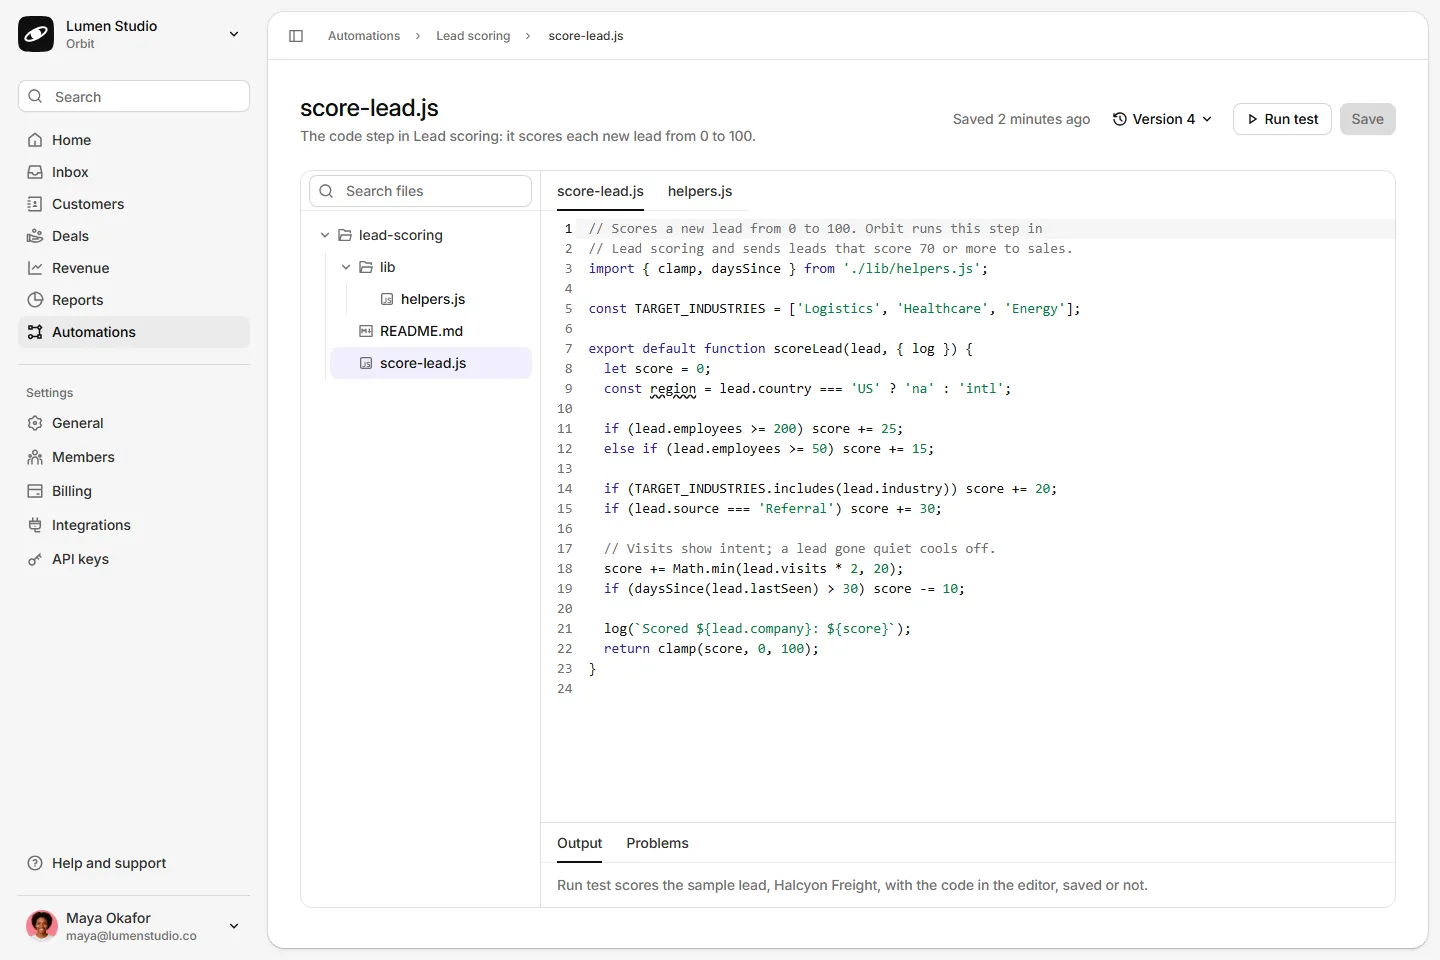 Lumen Studio
Orbit
Search
Home
Inbox
Customers
Deals
Revenue
Reports
Automations
Settings
General
Members
Billing
Integrations
API keys
Help and support
Maya Okafor
maya@lumenstudio.co
Automations › Lead scoring › score-lead.js
score-lead.js
The code step in Lead scoring: it scores each new lead from 0 to 100.
Saved 2 minutes ago
Version 4
Run test
Save
Search files
lead-scoring
lib
helpers.js
README.md
score-lead.js
score-lead.js helpers.js
1 // Scores a new lead from 0 to 100. Orbit runs this step in
2 // Lead scoring and sends leads that score 70 or more to sales.
3 import { clamp, daysSince } from './lib/helpers.js';
4
5 const TARGET_INDUSTRIES = ['Logistics', 'Healthcare', 'Energy'];
6
7 export default function scoreLead(lead, { log }) {
8   let score = 0;
9   const region = lead.country === 'US' ? 'na' : 'intl';
10
11   if (lead.employees >= 200) score += 25;
12   else if (lead.employees >= 50) score += 15;
13
14   if (TARGET_INDUSTRIES.includes(lead.industry)) score += 20;
15   if (lead.source === 'Referral') score += 30;
16
17   // Visits show intent; a lead gone quiet cools off.
18   score += Math.min(lead.visits * 2, 20);
19   if (daysSince(lead.lastSeen) > 30) score -= 10;
20
21   log(`Scored ${lead.company}: ${score}`);
22   return clamp(score, 0, 100);
23 }
24
Output Problems
Run test scores the sample lead, Halcyon Freight, with the code in the editor, saved or not.